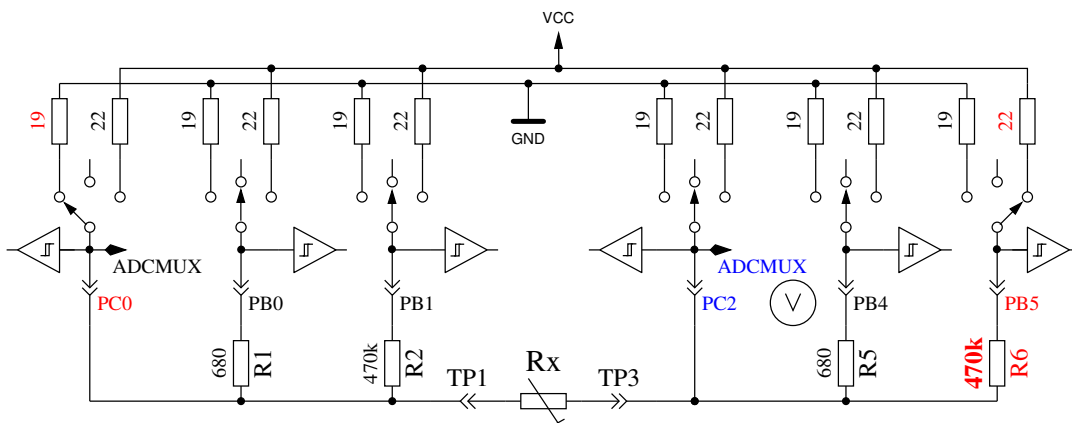 VCC
GND
19 22 19 22 19 22 19 22 19 22 19 22
ADCMUX ADCMUX
PC0 PB0 PB1 PC2 V PB4 PB5
680 R1 470k R2 680 R5 470k R6
TP1 Rx TP3